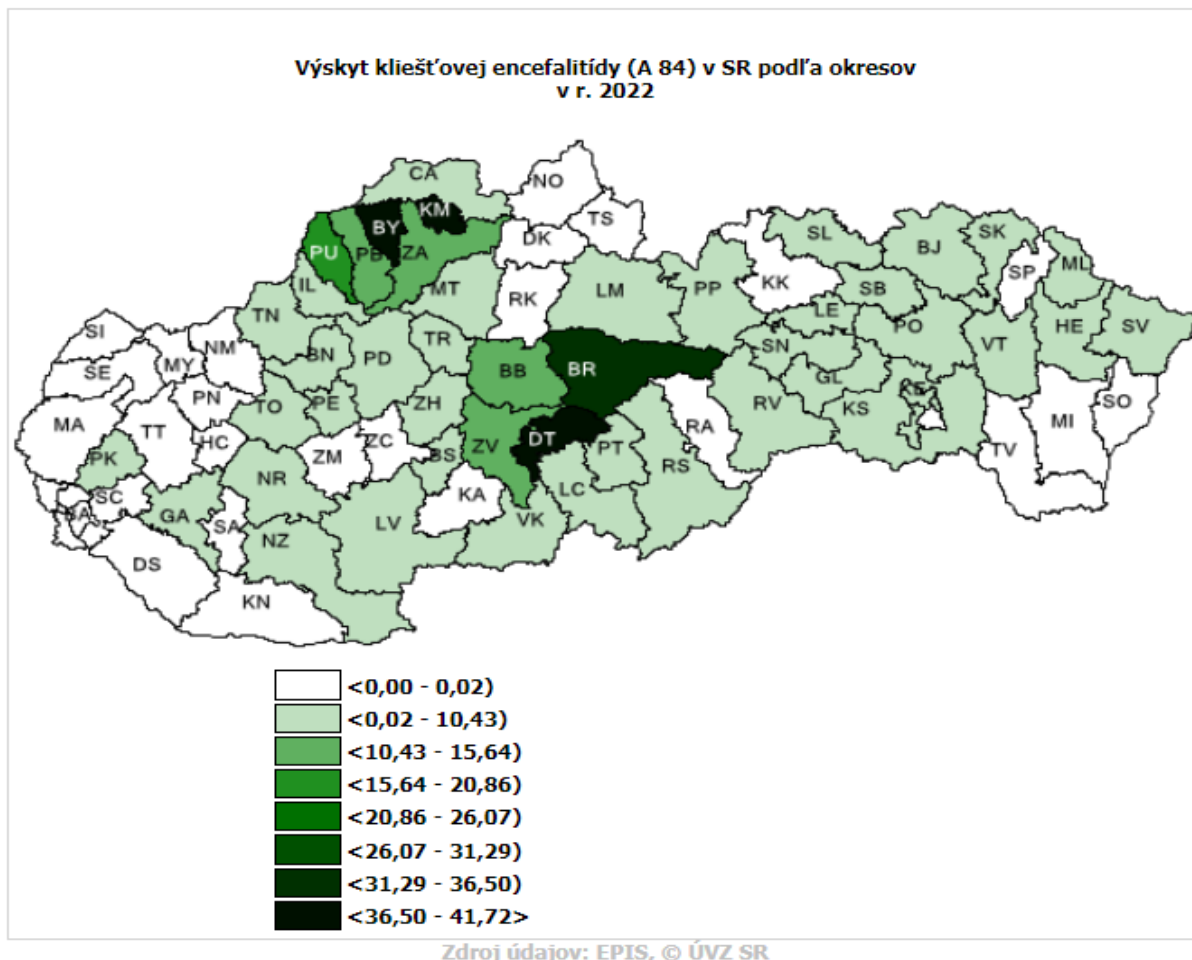 Výskyt kliešťovej encefalitídy (A 84) v SR podľa okresov
v r. 2022
CA
NO
KM
BY
TS
PU
PB
ZA
DK
SL
BJ
SK
SP
ML
KK
IL
MT
RK
LM
PP
SB
TN
LE
PO
HE
SV
SI
NM
MY
BN
PD
TR
SN
VT
SE
BB
BR
GL
PN
TO
PE
ZH
RV
KS
KE
SO
MA
TT
HC
ZM
ZC
ZV
DT
RA
MI
PK
BS
PT
TV
NR
RS
SC
KA
LC
BA
GA
SA
LV
VK
NZ
DS
KN
<0,00 - 0,02)
<0,02 - 10,43)
<10,43 - 15,64)
<15,64 - 20,86)
<20,86 - 26,07)
<26,07 - 31,29)
<31,29 - 36,50)
<36,50 - 41,72>
Zdroj údajov: EPIS, © ÚVZ SR